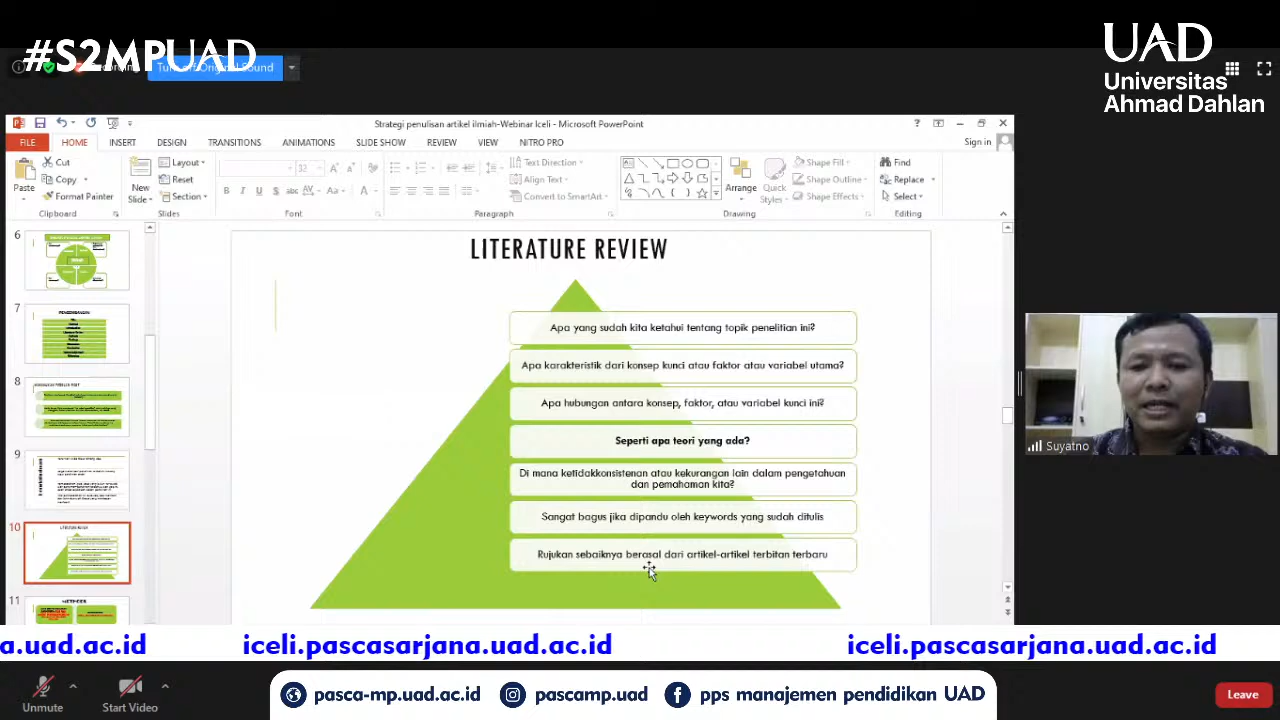 #S2MPUAD
UAD
Universitas
Ahmad Dahlan
Strategi penulisan artikel ilmiah-Webinar Iceli - Microsoft PowerPoint
FILE HOME INSERT DESIGN TRANSITIONS ANIMATIONS SLIDE SHOW REVIEW VIEW NITRO PRO Sign in
Paste
Cut
Copy
Format Painter
Clipboard
New
Slide
Layout
Reset
Section
Slides
32
Font
Text Direction
Align Text
Convert to SmartArt
Paragraph
Arrange
Quick
Styles
Shape Fill
Shape Outline
Shape Effects
Drawing
Find
Replace
Select
Editing
6
7
8
9
10
11
LITERATURE REVIEW
Apa yang sudah kita ketahui tentang topik penelitian ini?
Apa karakteristik dari konsep kunci atau faktor atau variabel utama?
Apa hubungan antara konsep, faktor, atau variabel kunci ini?
Seperti apa teori yang ada?
Di mana ketidakkonsistenan atau kekurangan lain dalam pengetahuan
dan pemahaman kita?
Sangat bagus jika dipandu oleh keywords yang sudah ditulis
Rujukan sebaiknya berasal dari artikel-artikel terbitan terbaru
Suyatno
a.uad.ac.id iceli.pascasarjana.uad.ac.id iceli.pascasarjana.uad.ac.id
Unmute
Start Video
pasca-mp.uad.ac.id pascamp.uad pps manajemen pendidikan UAD
Leave